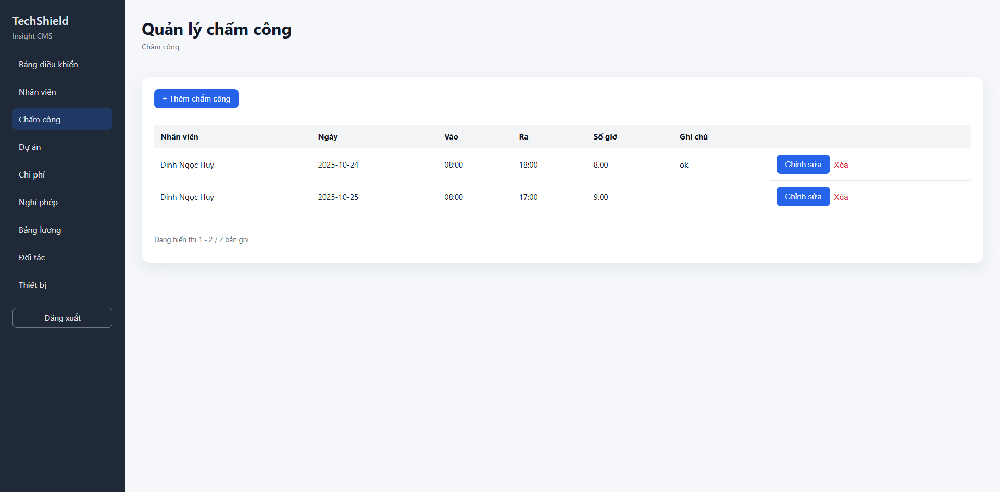 TechShield
Insight CMS
Bảng điều khiển
Nhân viên
Chấm công
Dự án
Chi phí
Nghỉ phép
Bảng lương
Đối tác
Thiết bị
Đăng xuất
Quản lý chấm công
Chấm công
+ Thêm chấm công
Nhân viên Ngày Vào Ra Số giờ Ghi chú
Đinh Ngọc Huy 2025-10-24 08:00 18:00 8.00 ok Chỉnh sửa Xóa
Đinh Ngọc Huy 2025-10-25 08:00 17:00 9.00 Chỉnh sửa Xóa
Đang hiển thị 1 - 2 / 2 bản ghi